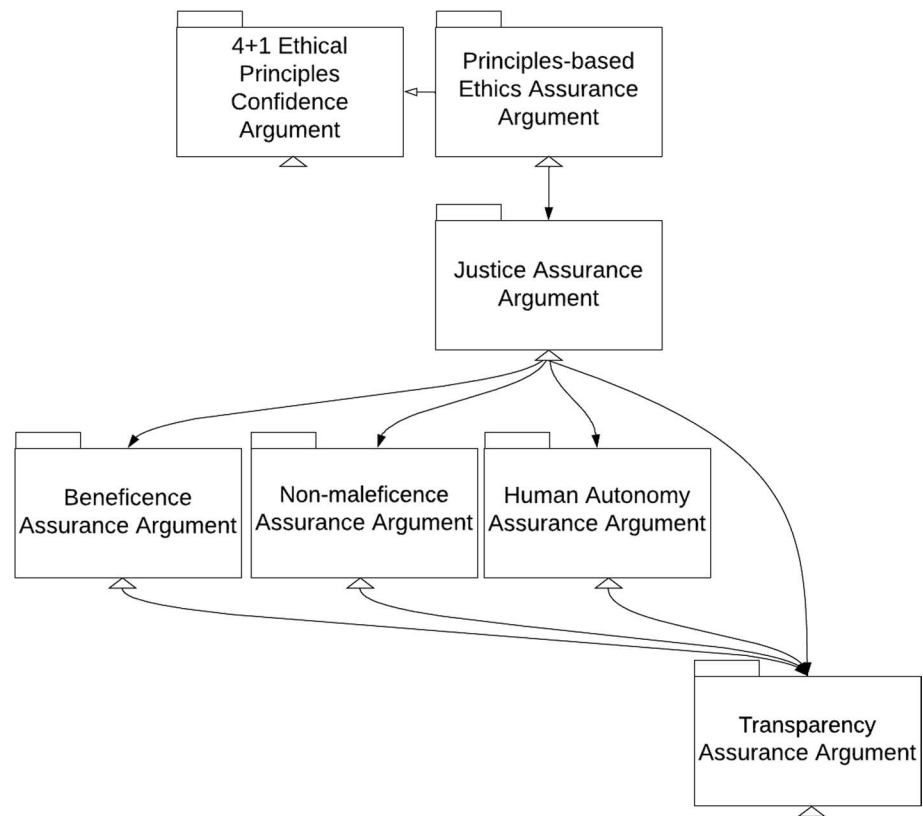 4+1 Ethical
Principles
Confidence
Argument
Principles-based
Ethics Assurance
Argument
Justice Assurance
Argument
Beneficence
Assurance Argument
Non-maleficence
Assurance Argument
Human Autonomy
Assurance Argument
Transparency
Assurance Argument